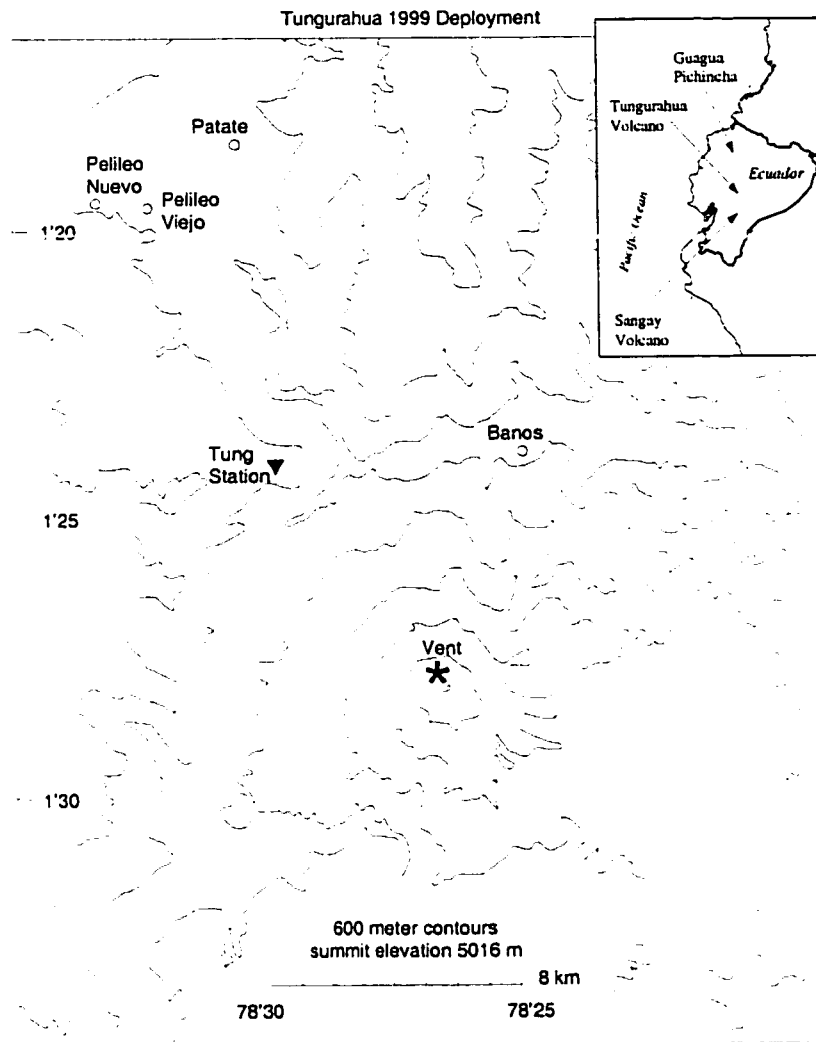 Tungurahua 1999 Deployment
Guagua
Pichincha
Tungurahua
Volcano
Ecuador
Pacific Ocean
Sangay
Volcano
Patate
Pelileo
Nuevo
Pelileo
Viejo
1'20
Banos
Tung
Station
1'25
Vent
1'30
600 meter contours
summit elevation 5016 m
8 km
78'30
78'25